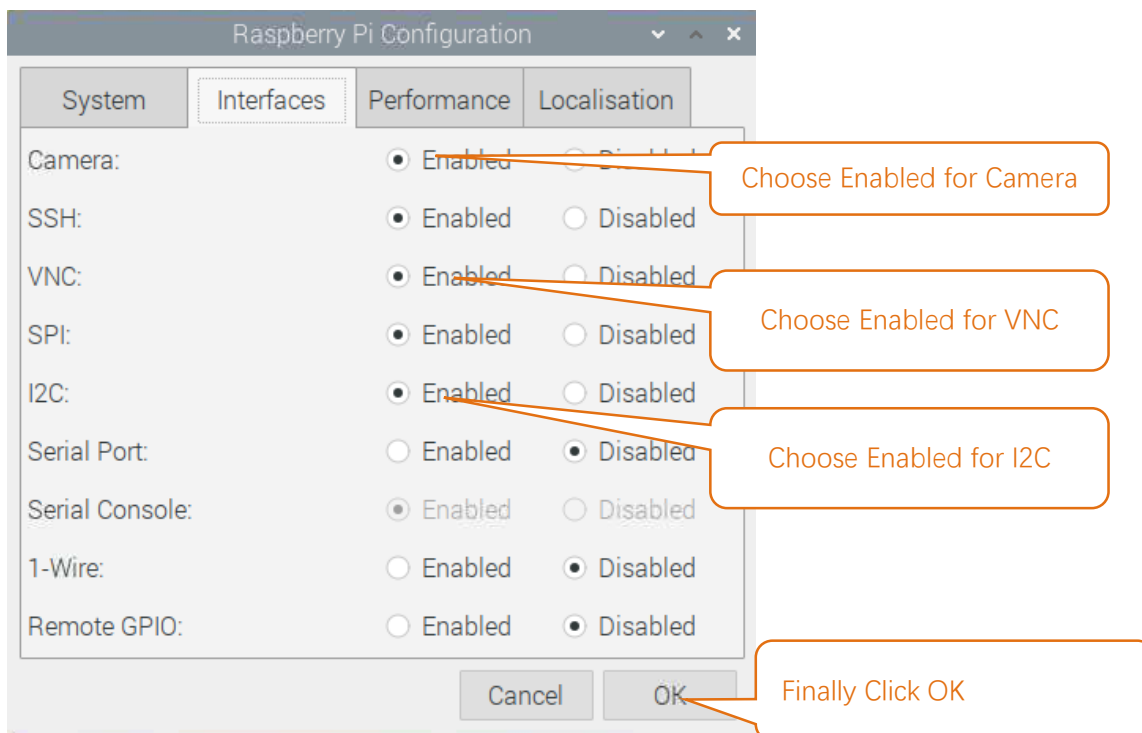 Raspberry Pi Configuration
System Interfaces Performance Localisation
Camera: Enabled Disabled
Choose Enabled for Camera
SSH: Enabled Disabled
VNC: Enabled Disabled
Choose Enabled for VNC
SPI: Enabled Disabled
I2C: Enabled Disabled
Choose Enabled for I2C
Serial Port: Enabled Disabled
Serial Console: Enabled Disabled
1-Wire: Enabled Disabled
Remote GPIO: Enabled Disabled
Cancel OK
Finally Click OK